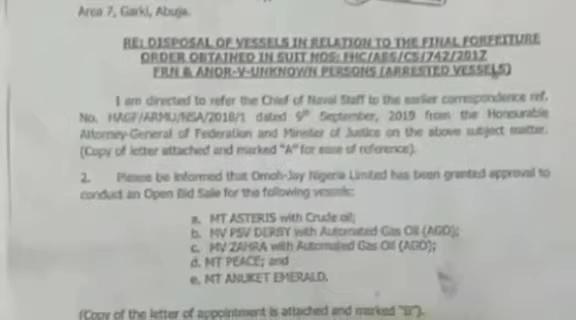 Area 7, Garki, Abuja.
RE: DISPOSAL OF VESSELS IN RELATION TO THE FINAL FORFEITURE
ORDER OBTAINED IN SUIT NOS: FHC/ABS/CS/742/2017
FRN & ANOR-V-UNKNOWN PERSONS (ARRESTED VESSELS)
I am directed to refer the Chief of Naval Staff to the earlier correspondence ref.
No. HAGF/ARMU/NSA/2018/1 dated 9th September, 2019 from the Honourable
Attorney-General of Federation and Minister of Justice on the above subject matter.
(Copy of letter attached and marked "A" for ease of reference).
2. Please be informed that Omoh-Jay Nigeria Limited has been granted approval to
conduct an Open Bid Sale for the following vessels:
a. MT ASTERIS with Crude oil;
b. MV PSV DERBY with Automated Gas Oil (AGO);
c. MV ZAHRA with Automated Gas Oil (AGO);
d. MT PEACE; and
e. MT ANUKET EMERALD.
(Copy of the letter of appointment is attached and marked "B").